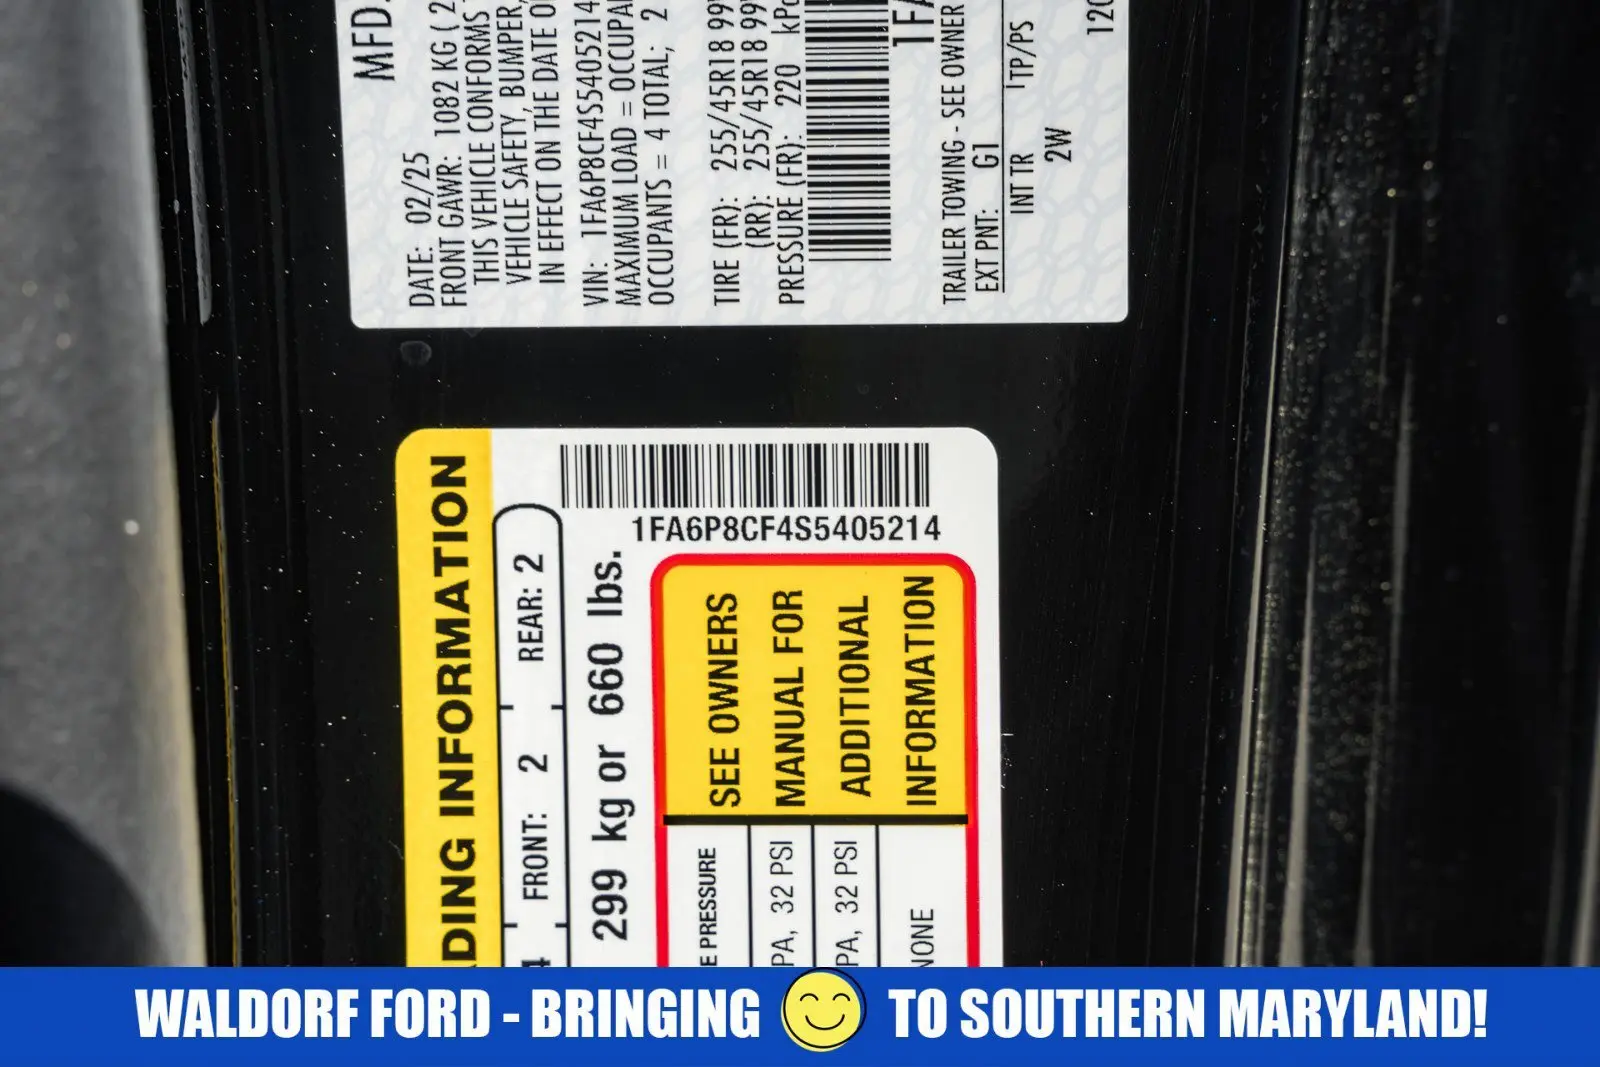 MFD.
DATE: 02/25
FRONT GAWR: 1082 KG ( 2
THIS VEHICLE CONFORMS
VEHICLE SAFETY, BUMPER,
IN EFFECT ON THE DATE O
VIN: 1FA6P8CF4S5405214
MAXIMUM LOAD = OCCUPA
OCCUPANTS = 4 TOTAL; 2
TIRE (FR): 255/45R18 99
(RR): 255/45R18 99
PRESSURE (FR): 220 kPa
1FA
TRAILER TOWING - SEE OWNER
EXT PNT: G1
INT TR TP/PS
2W
120
DING INFORMATION
FRONT: 2 REAR: 2
299 kg or 660 lbs.
1FA6P8CF4S5405214
SEE OWNERS
MANUAL FOR
ADDITIONAL
INFORMATION
E PRESSURE
PA, 32 PSI
PA, 32 PSI
NONE
WALDORF FORD - BRINGING TO SOUTHERN MARYLAND!